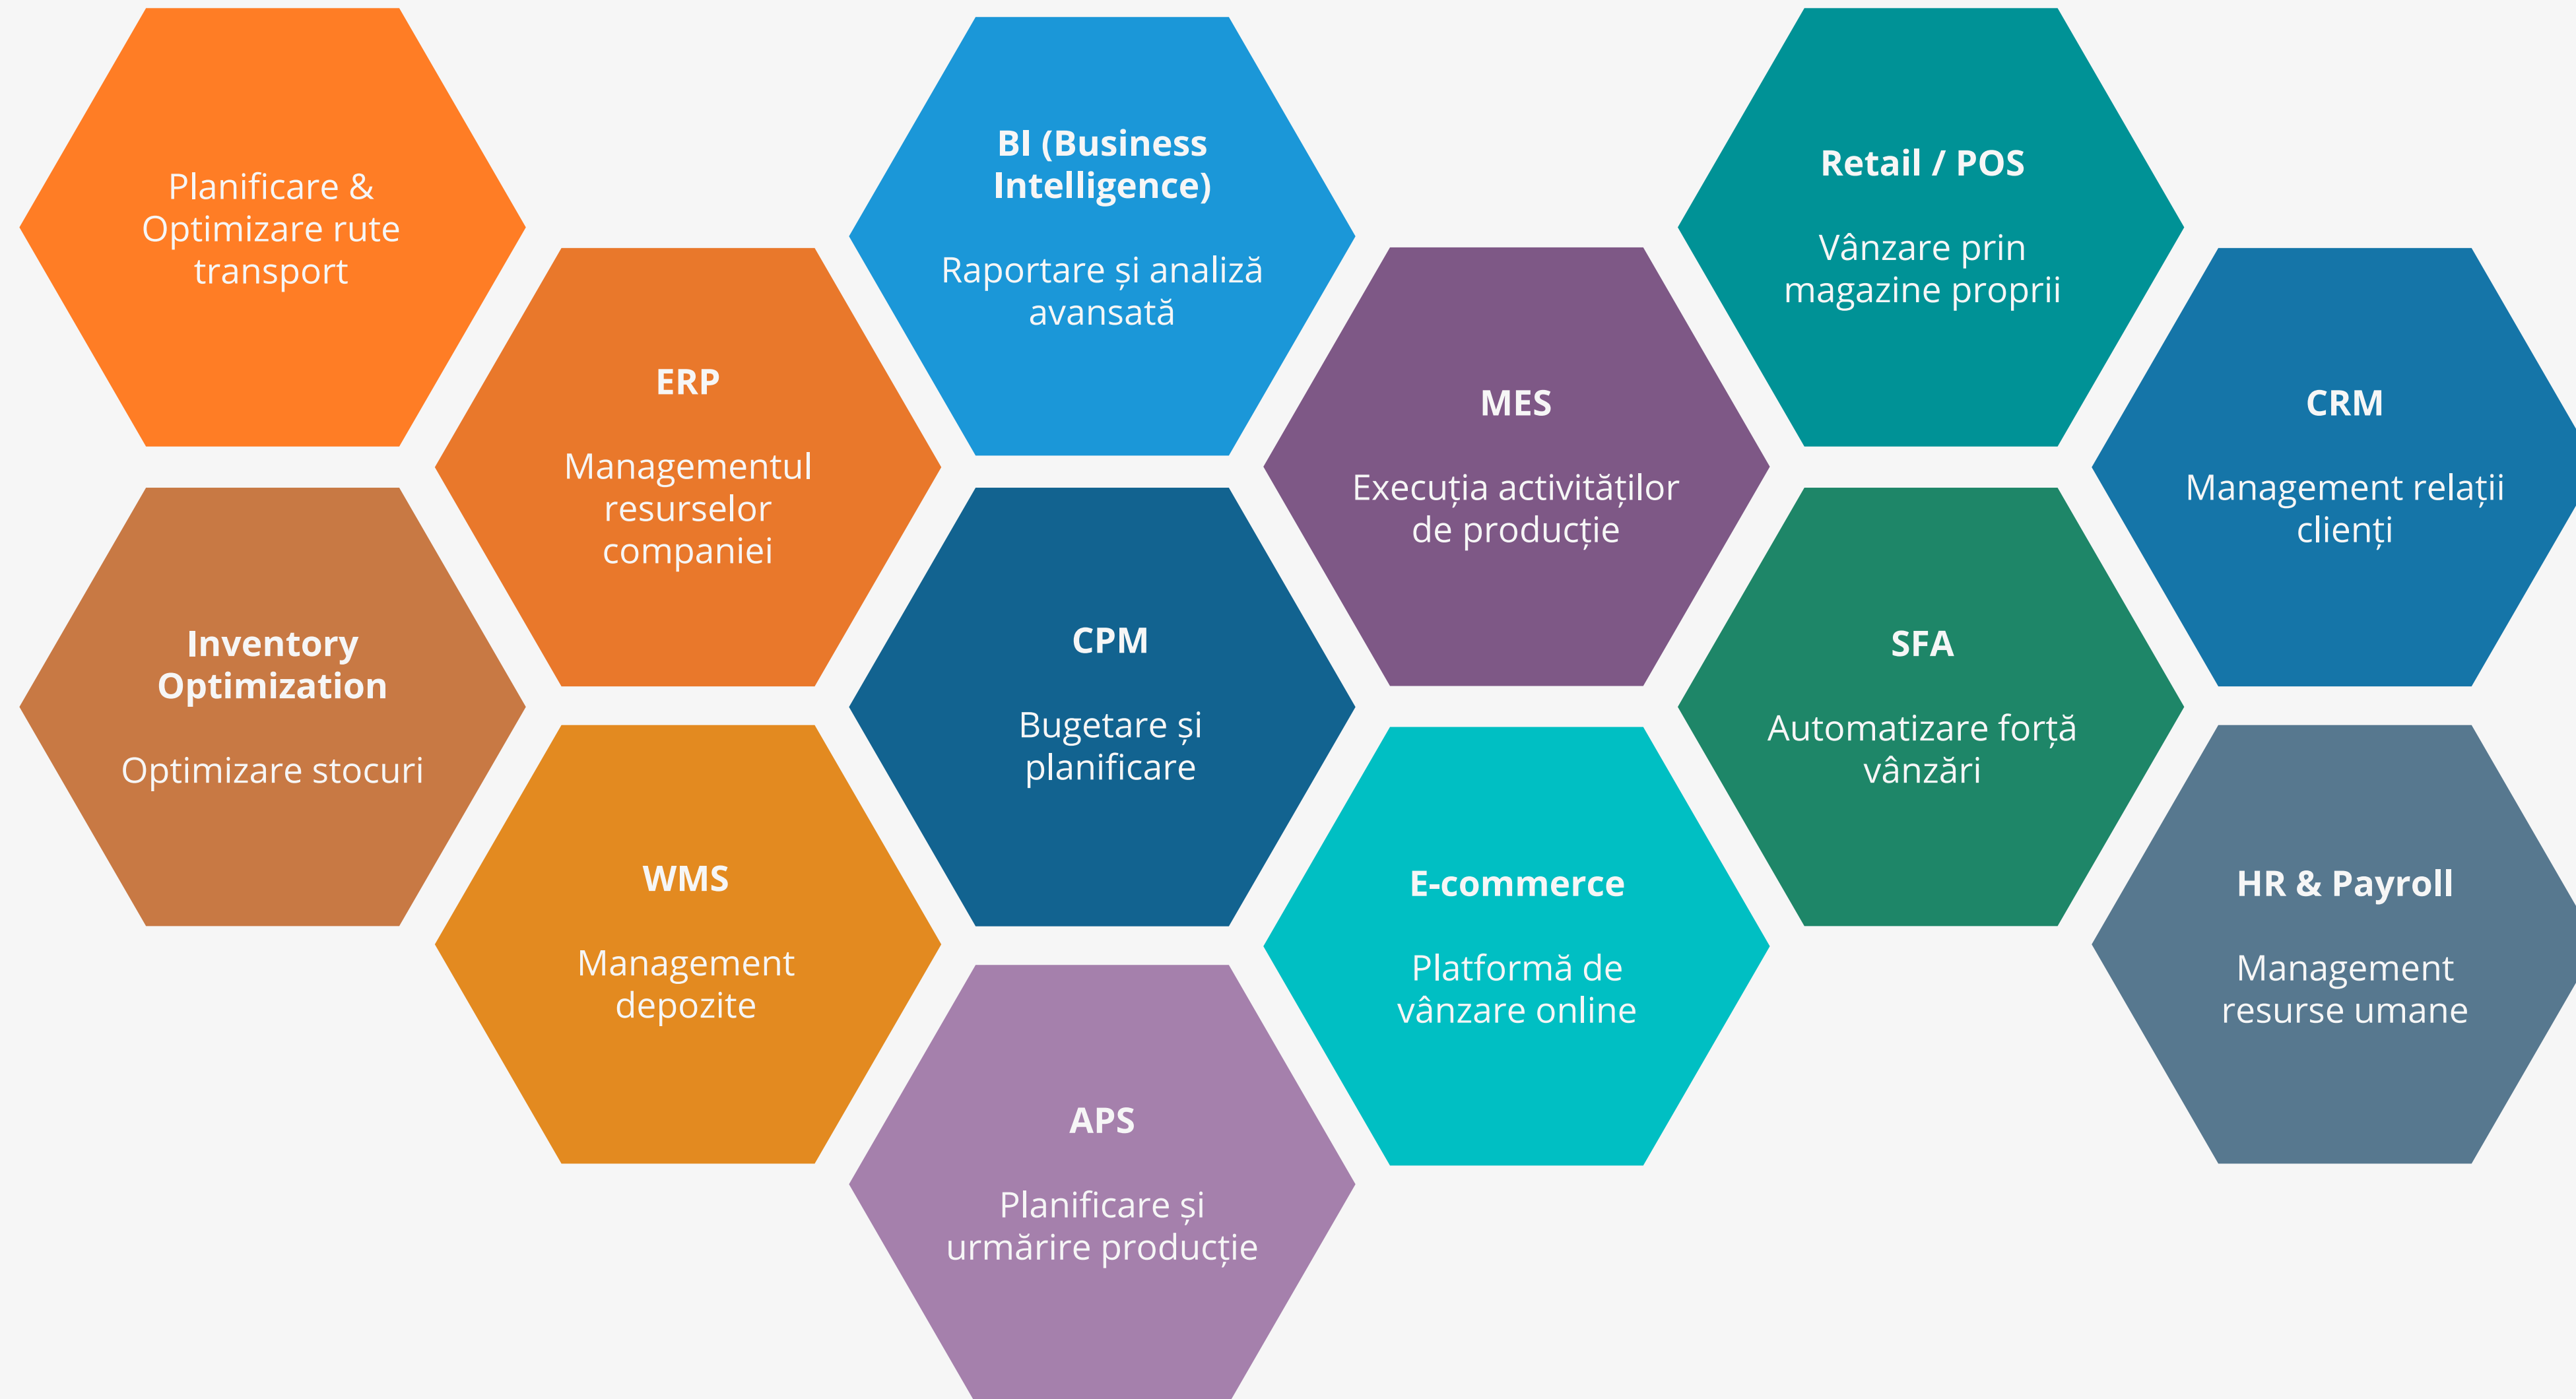 Planificare &
Optimizare rute
transport
BI (Business
Intelligence)
Raportare și analiză
avansată
Retail / POS
Vânzare prin
magazine proprii
ERP
Managementul
resurselor
companiei
MES
Execuția activităților
de producție
CRM
Management relații
clienți
Inventory
Optimization
Optimizare stocuri
CPM
Bugetare și
planificare
SFA
Automatizare forță
vânzări
WMS
Management
depozite
E-commerce
Platformă de
vânzare online
HR & Payroll
Management
resurse umane
APS
Planificare și
urmărire producție